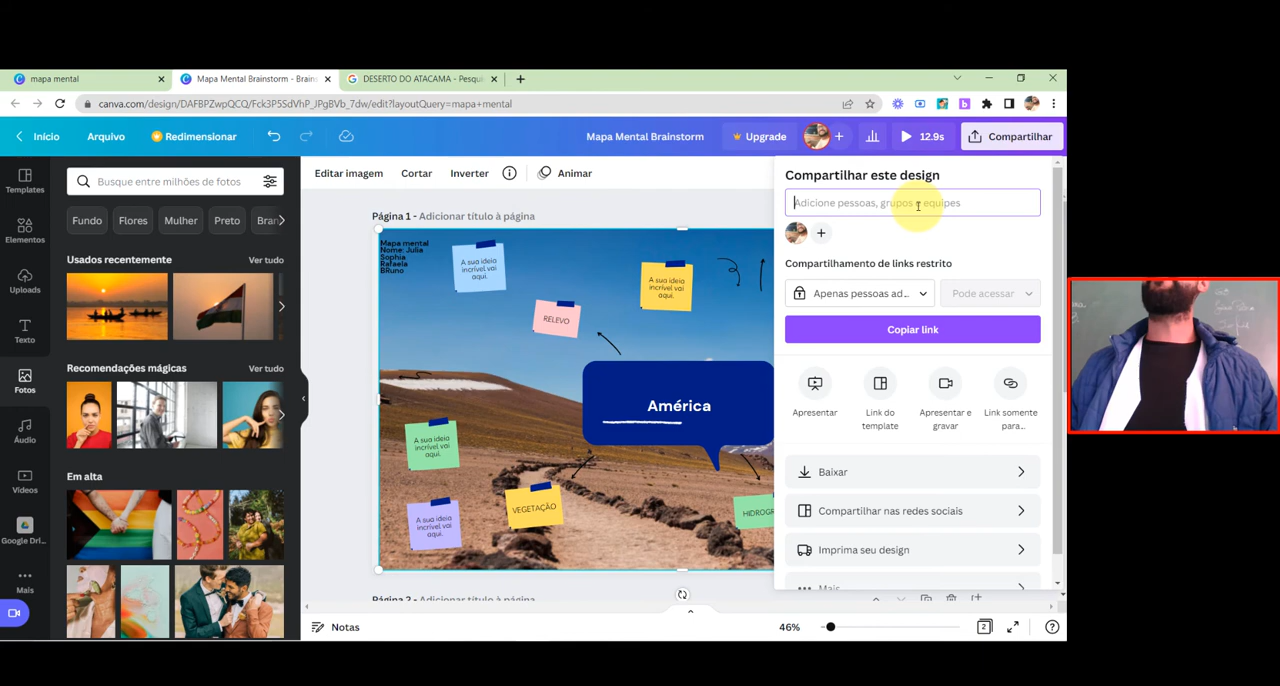 mapa mental
Mapa Mental Brainstorm - Brains
DESERTO DO ATACAMA - Pesqui
canva.com/design/DAFBPZwpQCQ/Fck3P5SdVhP_JPgBVb_7dw/edit?layoutQuery=mapa+mental
Início
Arquivo
Redimensionar
Mapa Mental Brainstorm
Upgrade
12.9s
Compartilhar
Templates
Elementos
Uploads
Texto
Fotos
Áudio
Vídeos
Google Dri...
Mais
Busque entre milhões de fotos
Fundo
Flores
Mulher
Preto
Bran
Usados recentemente
Ver tudo
Recomendações mágicas
Ver tudo
Em alta
Ver tudo
Editar imagem
Cortar
Inverter
Animar
Página 1 - Adicionar título à página
Mapa mental
Nome: Julia
Sophia
Rafaela
BRuno
A sua ideia
incrível vai
aqui.
A sua ideia
incrível vai
aqui.
RELEVO
América
A sua ideia
incrível vai
aqui.
VEGETAÇÃO
A sua ideia
incrível vai
aqui.
HIDROGR
Página 2 - Adicionar título à página
Notas
46%
2
Compartilhar este design
Adicione pessoas, grupos e equipes
Compartilhamento de links restrito
Apenas pessoas ad...
Pode acessar
Copiar link
Apresentar
Link do
template
Apresentar e
gravar
Link somente
para...
Baixar
Compartilhar nas redes sociais
Imprima seu design
Mais